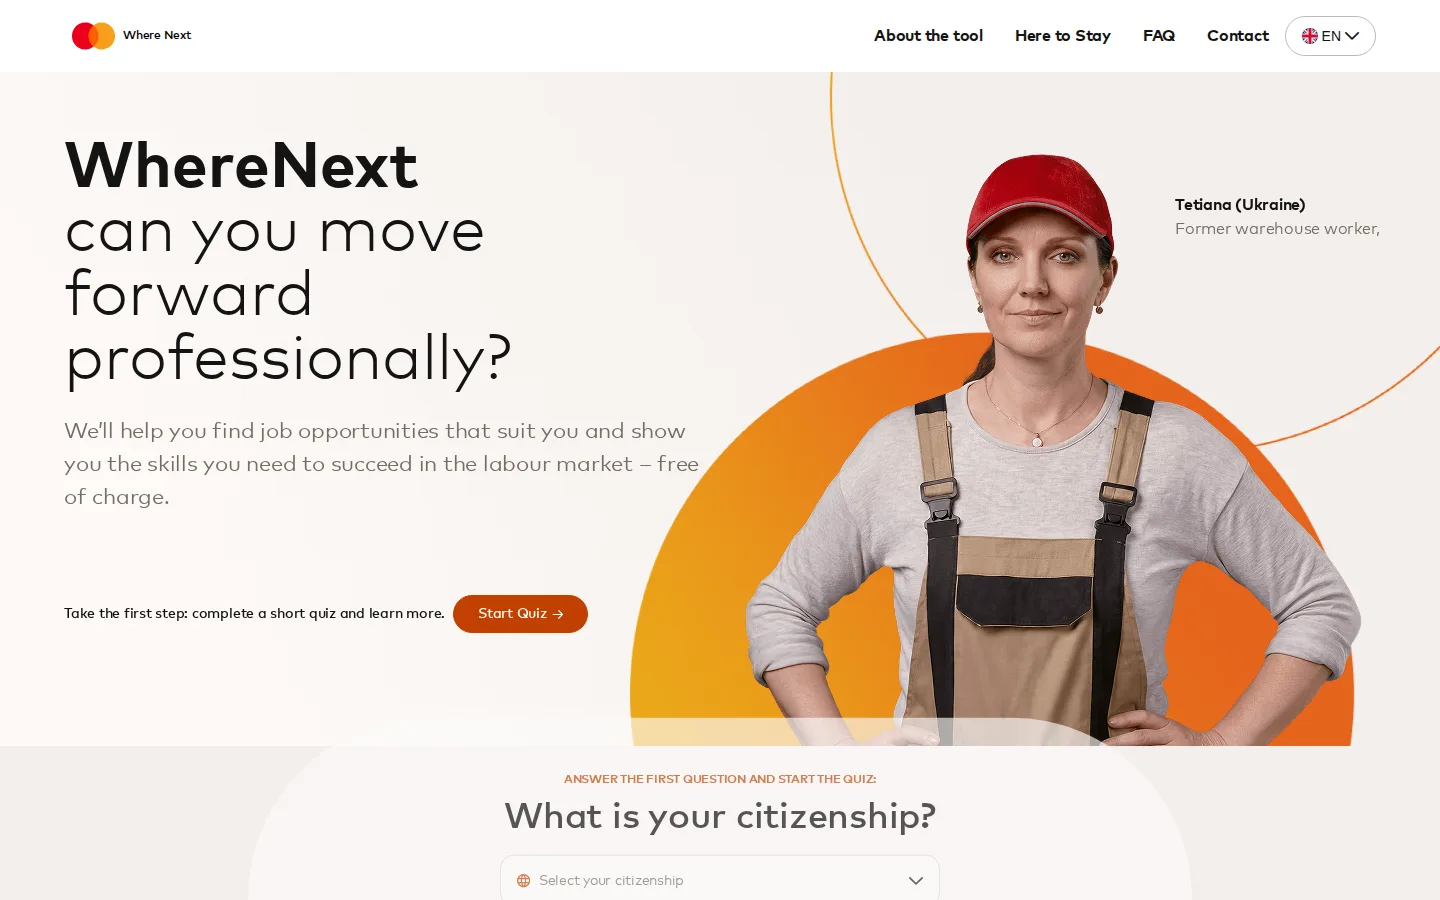 Where Next
About the tool
Here to Stay
FAQ
Contact
EN
WhereNext
can you move
forward
professionally?
We'll help you find job opportunities that suit you and show
you the skills you need to succeed in the labour market – free
of charge.
Take the first step: complete a short quiz and learn more.
Start Quiz →
Tetiana (Ukraine)
Former warehouse worker,
ANSWER THE FIRST QUESTION AND START THE QUIZ:
What is your citizenship?
Select your citizenship